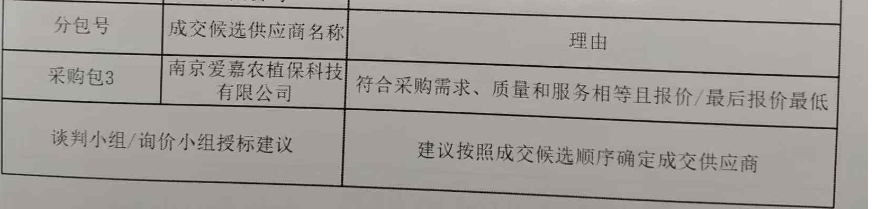 分包号
成交候选供应商名称
理由
采购包3
南京爱嘉农植保科技
有限公司
符合采购需求、质量和服务相等且报价/最后报价最低
谈判小组/询价小组授标建议
建议按照成交候选顺序确定成交供应商